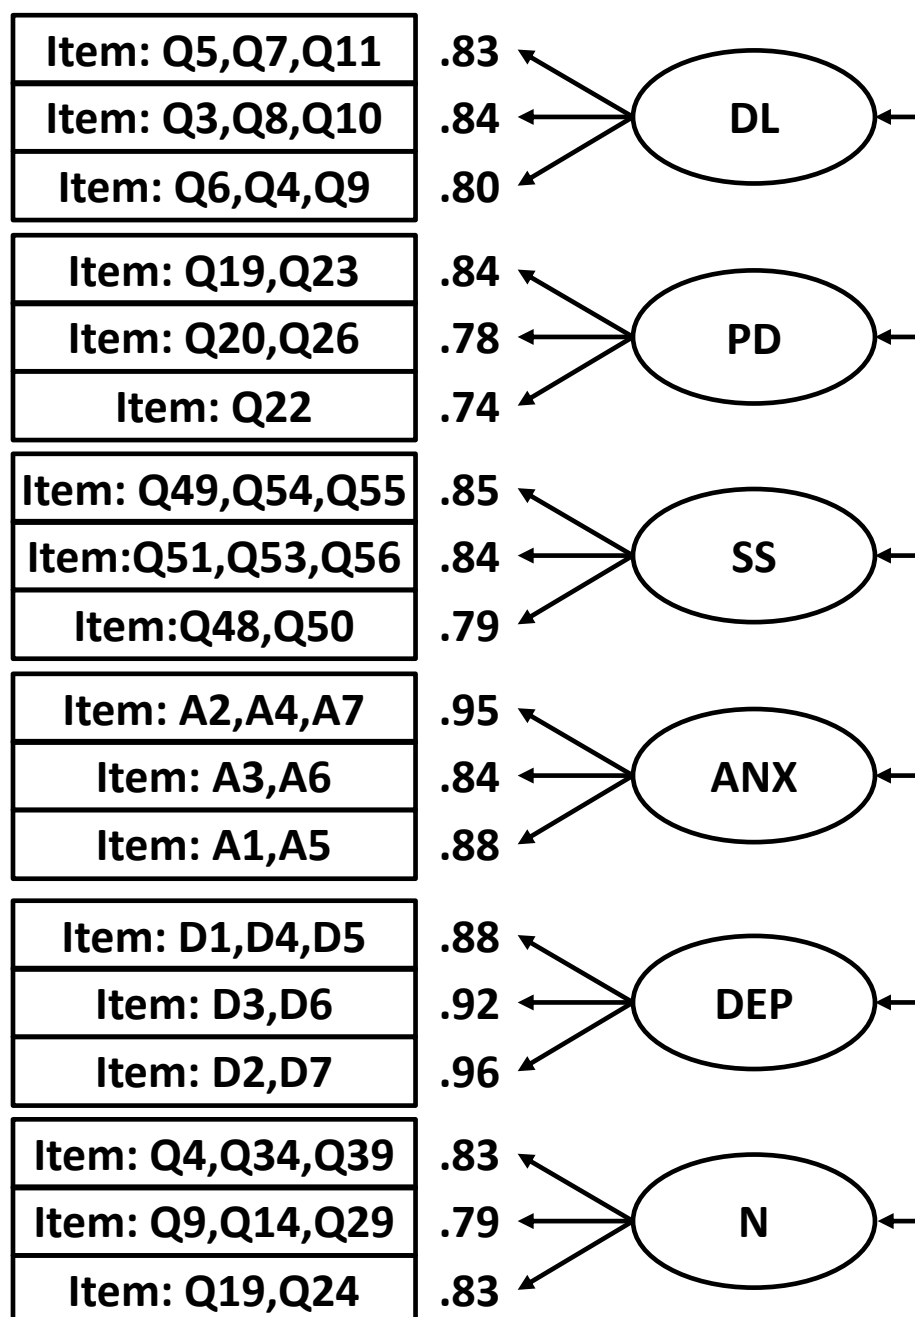 Item: Q5,Q7,Q11 .83
Item: Q3,Q8,Q10 .84 DL
Item: Q6,Q4,Q9 .80
Item: Q19,Q23 .84
Item: Q20,Q26 .78 PD
Item: Q22 .74
Item: Q49,Q54,Q55 .85
Item:Q51,Q53,Q56 .84 SS
Item:Q48,Q50 .79
Item: A2,A4,A7 .95
Item: A3,A6 .84 ANX
Item: A1,A5 .88
Item: D1,D4,D5 .88
Item: D3,D6 .92 DEP
Item: D2,D7 .96
Item: Q4,Q34,Q39 .83
Item: Q9,Q14,Q29 .79 N
Item: Q19,Q24 .83